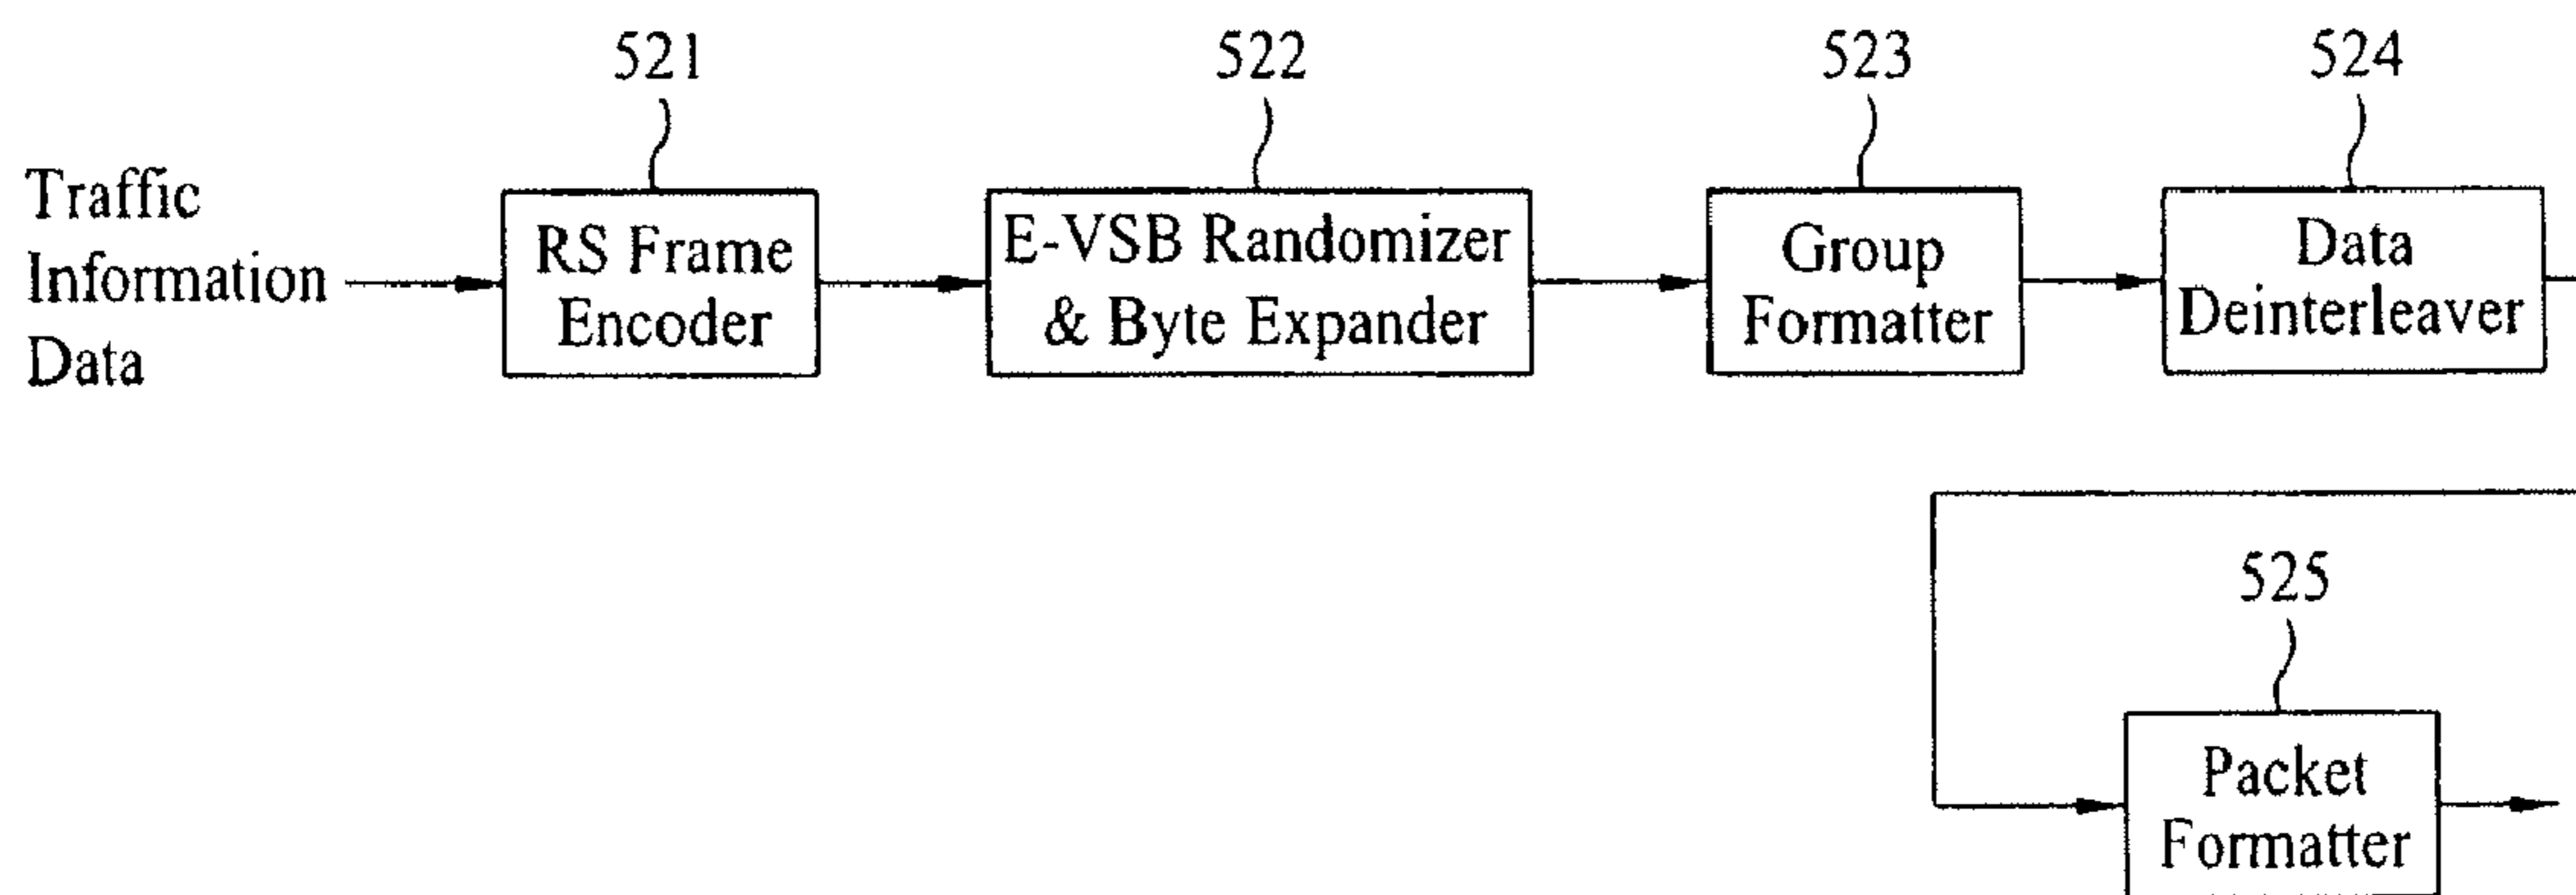 521
522
523
524
Traffic
Information
Data
RS Frame
Encoder
E-VSB Randomizer
& Byte Expander
Group
Formatter
Data
Deinterleaver
525
Packet
Formatter